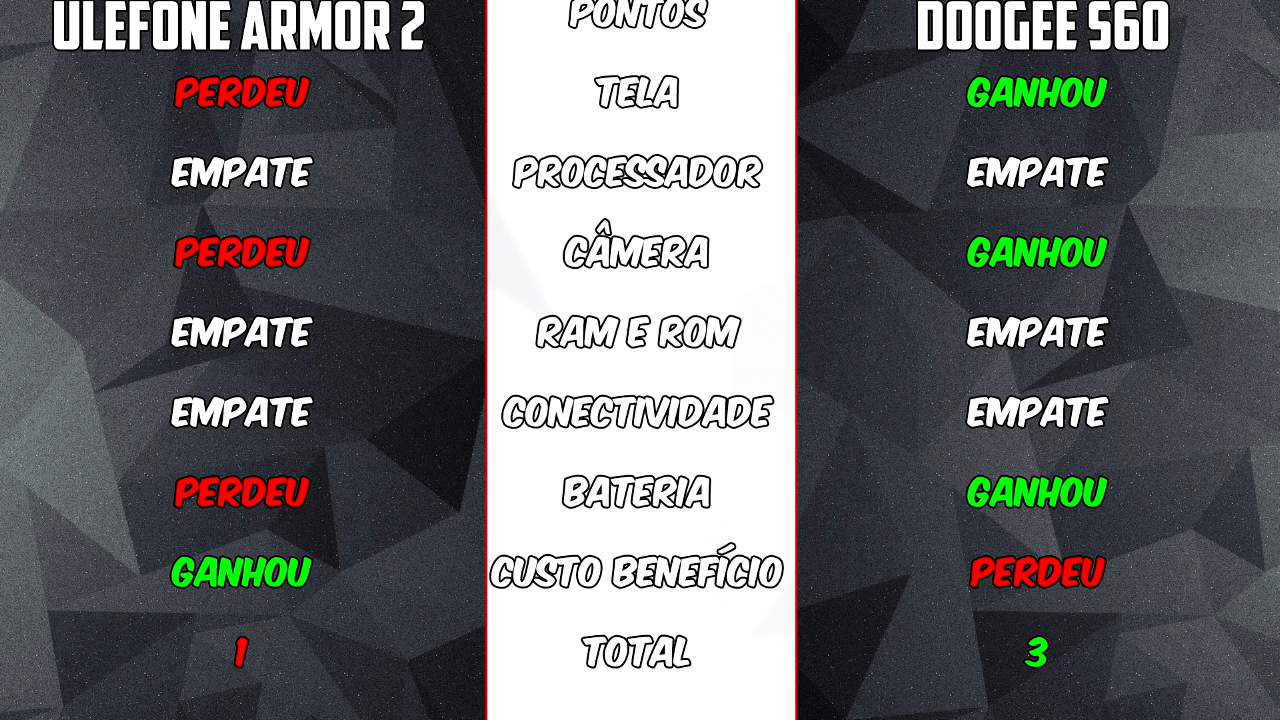 ULEFONE ARMOR 2 PONTOS DOOGEE S60
PERDEU TELA GANHOU
EMPATE PROCESSADOR EMPATE
PERDEU CÂMERA GANHOU
EMPATE RAM E ROM EMPATE
EMPATE CONECTIVIDADE EMPATE
PERDEU BATERIA GANHOU
GANHOU CUSTO BENEFÍCIO PERDEU
1 TOTAL 3